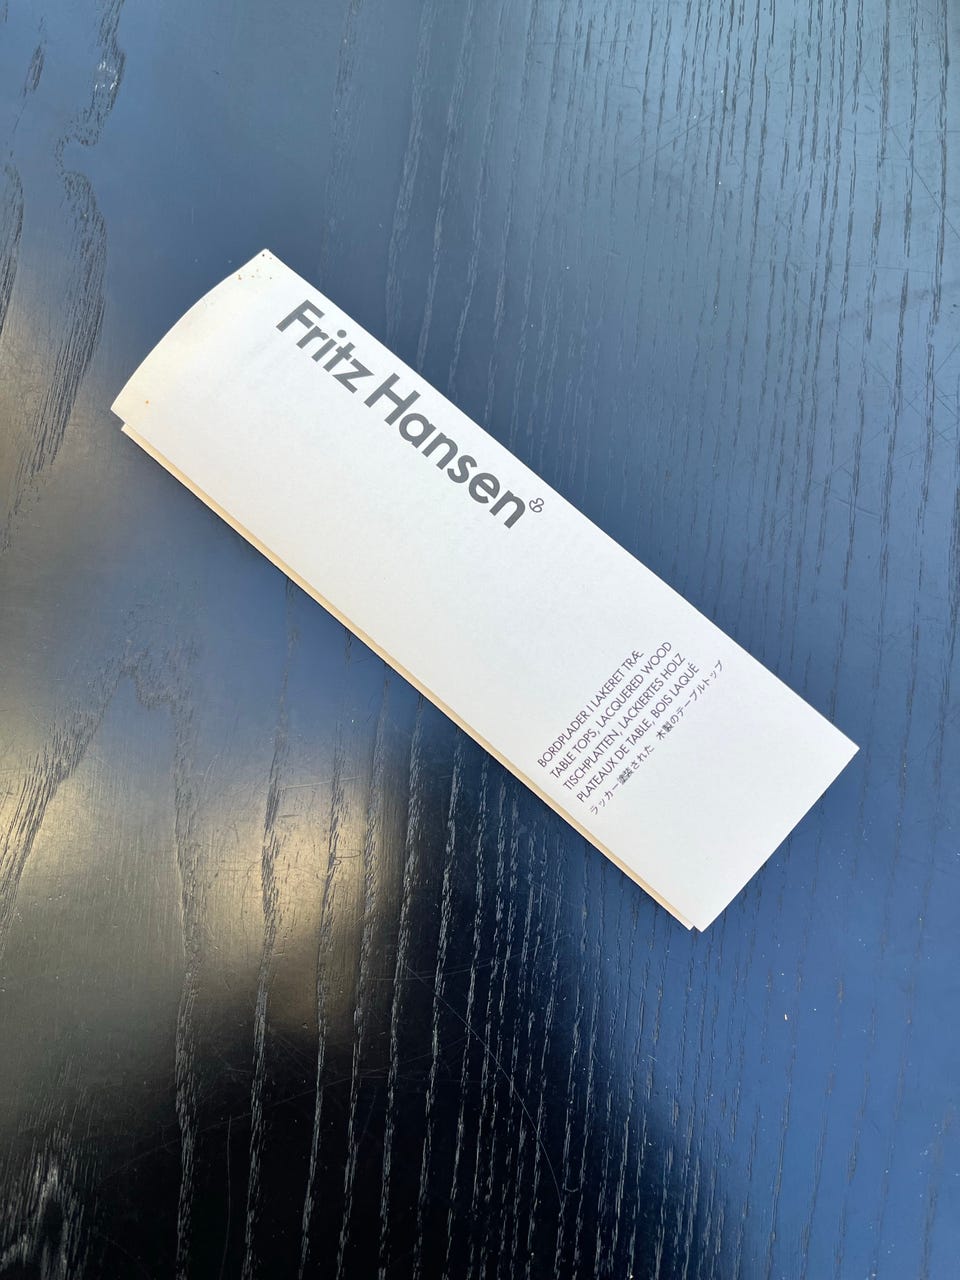 Fritz Hansen
BORDPLADER I LAKERET TRÆ
TABLE TOPS, LACQUERED WOOD
TISCHPLATTEN, LACKIERTES HOLZ
PLATEAUX DE TABLE, BOIS LAQUÉ
ラッカー塗装された 木製のテーブルトップ